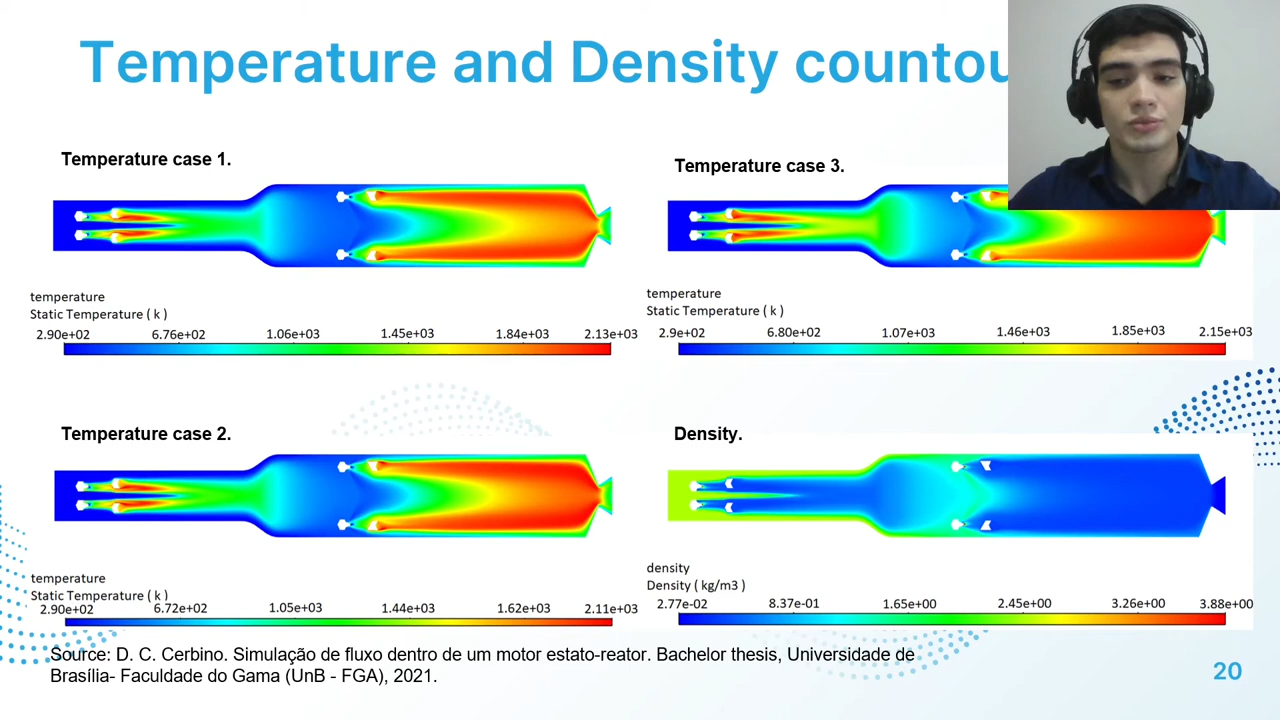 Temperature and Density countou
Temperature case 1.
temperature
Static Temperature ( k )
2.90e+02 6.76e+02 1.06e+03 1.45e+03 1.84e+03 2.13e+03
Temperature case 3.
temperature
Static Temperature ( k )
2.9e+02 6.80e+02 1.07e+03 1.46e+03 1.85e+03 2.15e+03
Temperature case 2.
temperature
Static Temperature ( k )
2.90e+02 6.72e+02 1.05e+03 1.44e+03 1.62e+03 2.11e+03
Density.
density
Density ( kg/m3 )
2.77e-02 8.37e-01 1.65e+00 2.45e+00 3.26e+00 3.88e+00
Source: D. C. Cerbino. Simulação de fluxo dentro de um motor estato-reator. Bachelor thesis, Universidade de
Brasília- Faculdade do Gama (UnB - FGA), 2021.
20